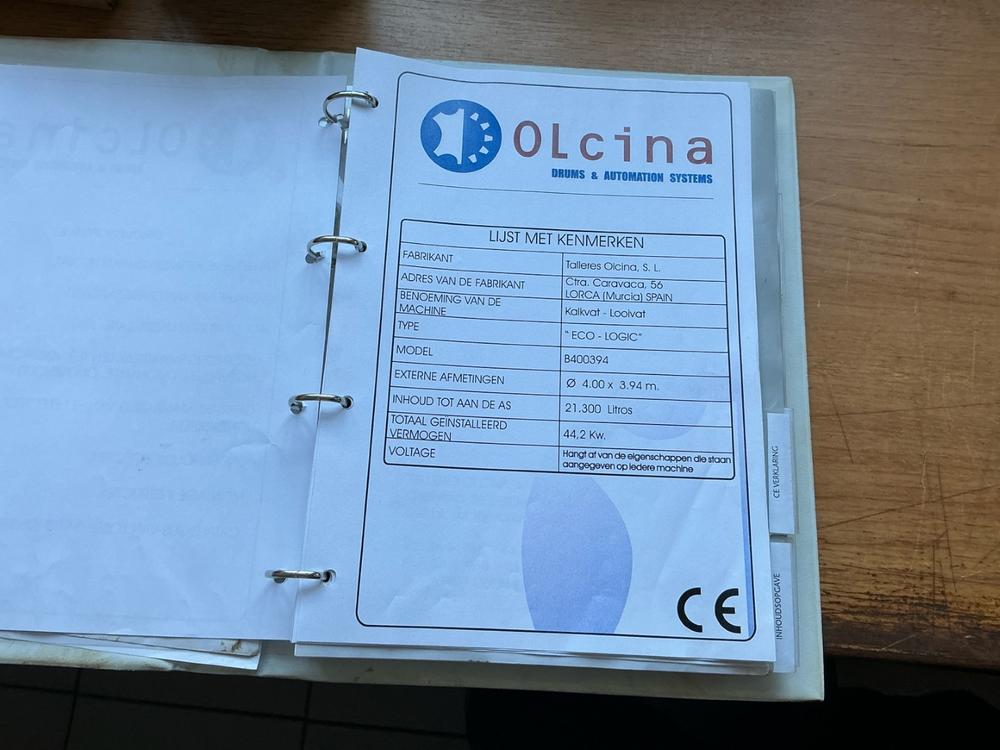 OLcina
DRUMS & AUTOMATION SYSTEMS
LIJST MET KENMERKEN
FABRIKANT
Talleres Olcina, S. L.
ADRES VAN DE FABRIKANT
Ctra. Caravaca, 56
LORCA (Murcia) SPAIN
BENOEMING VAN DE
MACHINE
Kalkvat - Looivat
TYPE
“ ECO - LOGIC”
MODEL
B400394
EXTERNE AFMETINGEN
Ø 4.00 x 3.94 m.
INHOUD TOT AAN DE AS
21.300 Litros
TOTAAL GEÏNSTALLEERD
VERMOGEN
44,2 Kw.
VOLTAGE
Hangt af van de eigenschappen die staan
aangegeven op iedere machine
CE
CE VERKLARING
INHOUDSOPGAVE